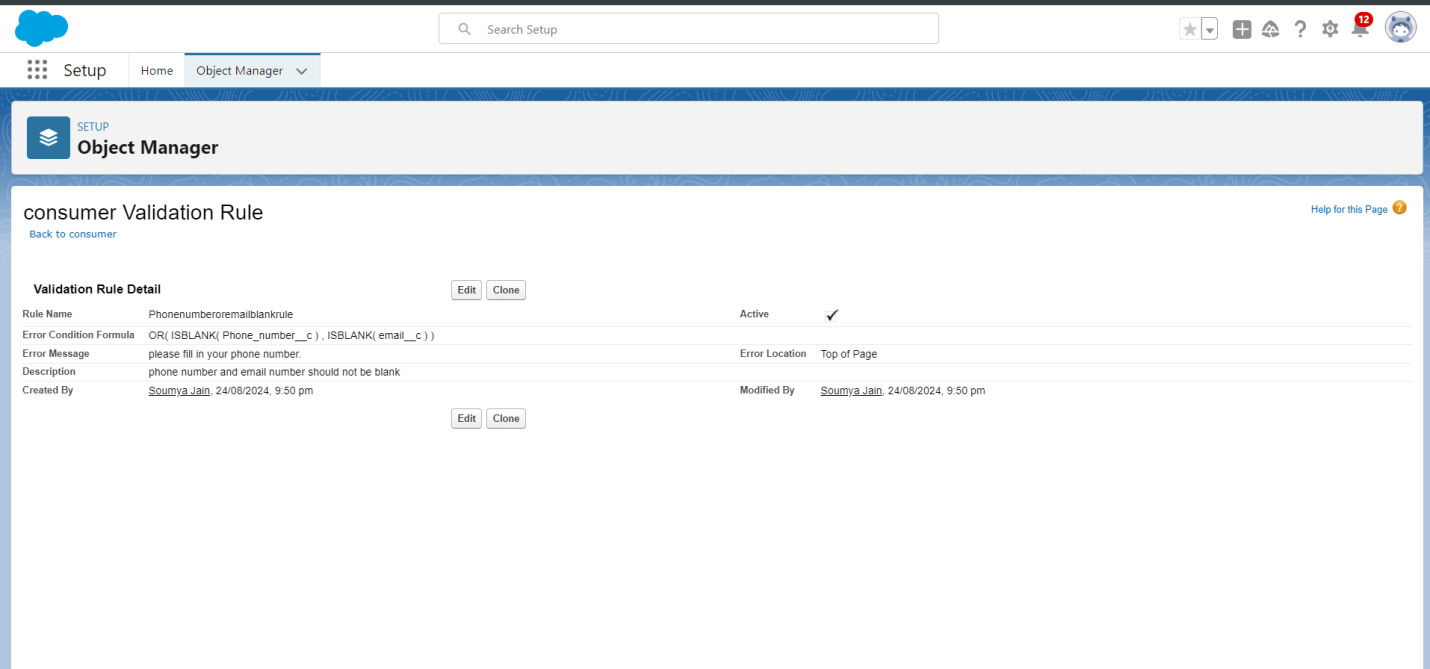 Search Setup
12
Setup
Home
Object Manager
SETUP
Object Manager
consumer Validation Rule
Help for this Page ?
Back to consumer
Validation Rule Detail
Edit Clone
Rule Name Phonenumberoremailblankrule Active
Error Condition Formula OR( ISBLANK( Phone_number__c ) , ISBLANK( email__c ) )
Error Message please fill in your phone number. Error Location Top of Page
Description phone number and email number should not be blank
Created By Soumya Jain, 24/08/2024, 9:50 pm Modified By Soumya Jain, 24/08/2024, 9:50 pm
Edit Clone